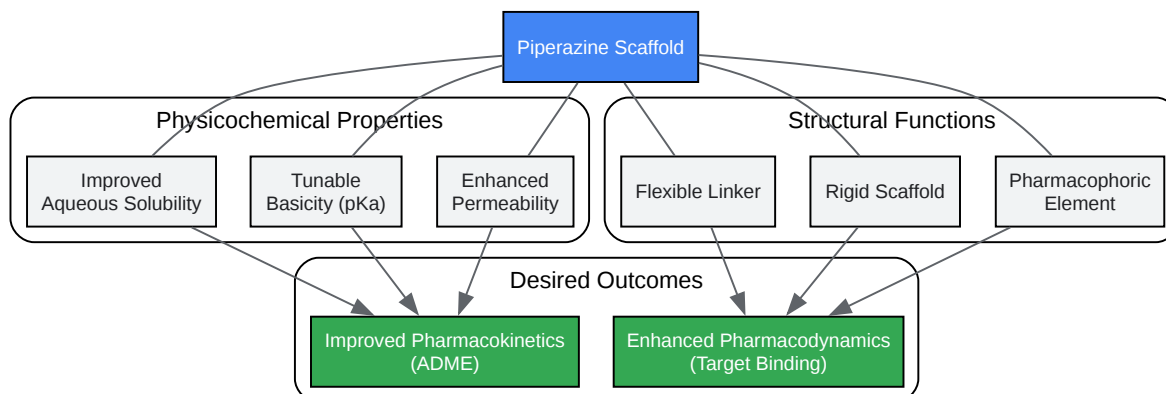 Piperazine Scaffold
Physicochemical Properties
Structural Functions
Improved
Aqueous Solubility
Tunable
Basicity (pKa)
Enhanced
Permeability
Flexible Linker
Rigid Scaffold
Pharmacophoric
Element
Desired Outcomes
Improved Pharmacokinetics
(ADME)
Enhanced Pharmacodynamics
(Target Binding)